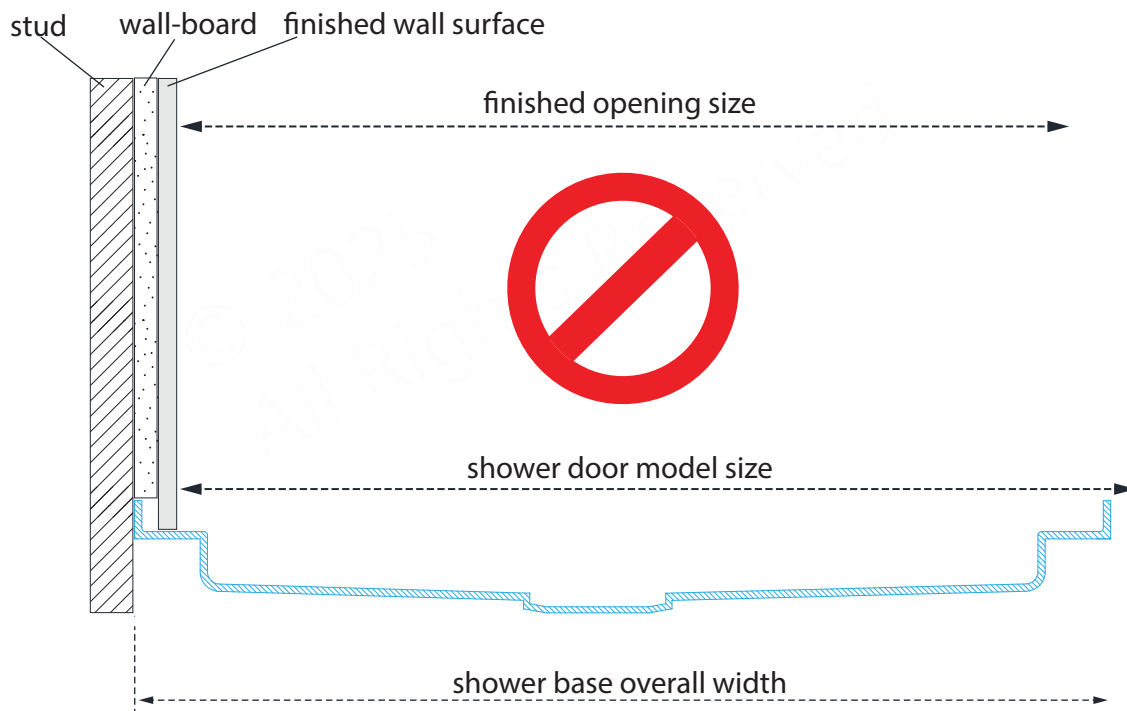 stud wall-board finished wall surface
finished opening size
© 2025
All Rights Reserved
shower door model size
shower base overall width